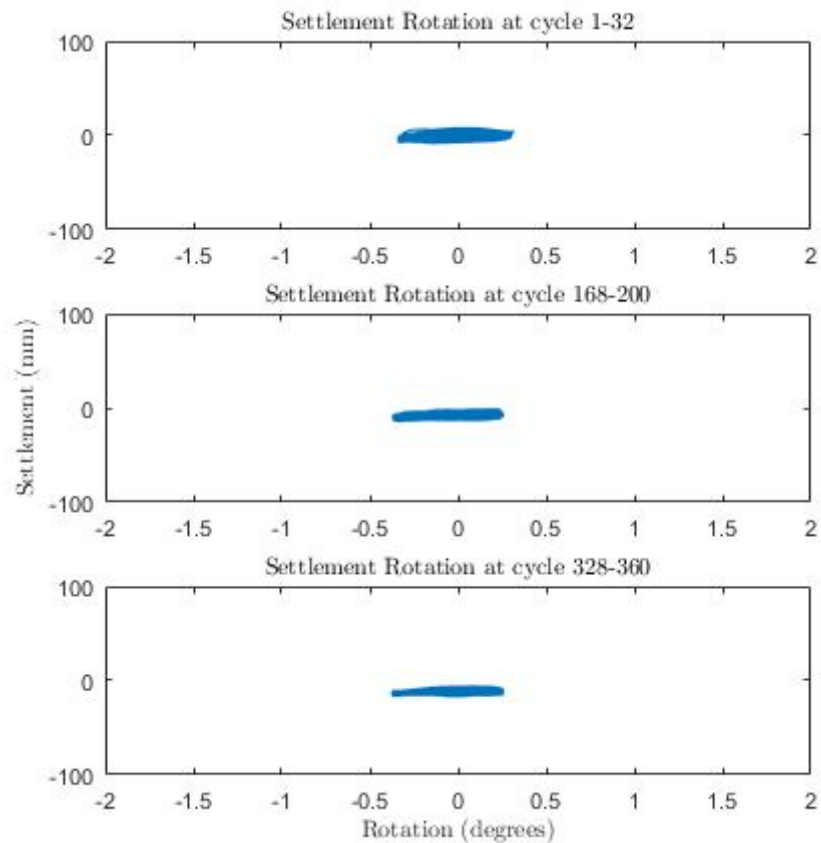 Settlement Rotation at cycle 1-32
100
0
-100
-2 -1.5 -1 -0.5 0 0.5 1 1.5 2
Settlement Rotation at cycle 168-200
100
0
-100
-2 -1.5 -1 -0.5 0 0.5 1 1.5 2
Settlement (mm)
Settlement Rotation at cycle 328-360
100
0
-100
-2 -1.5 -1 -0.5 0 0.5 1 1.5 2
Rotation (degrees)